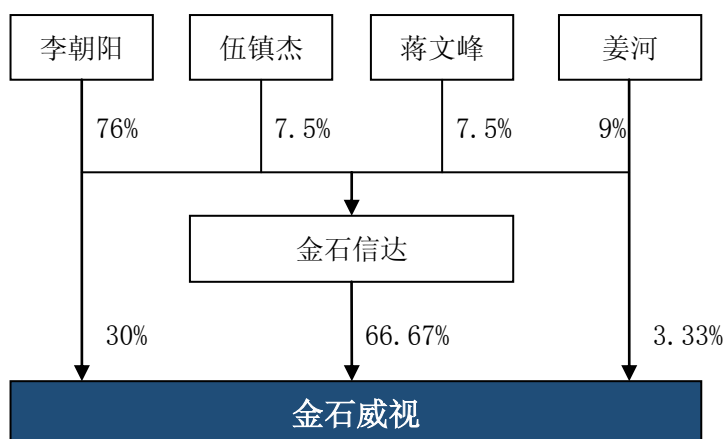 李朝阳 伍镇杰 蒋文峰 姜河
76% 7.5% 7.5% 9%
金石信达
30% 66.67% 3.33%
金石威视